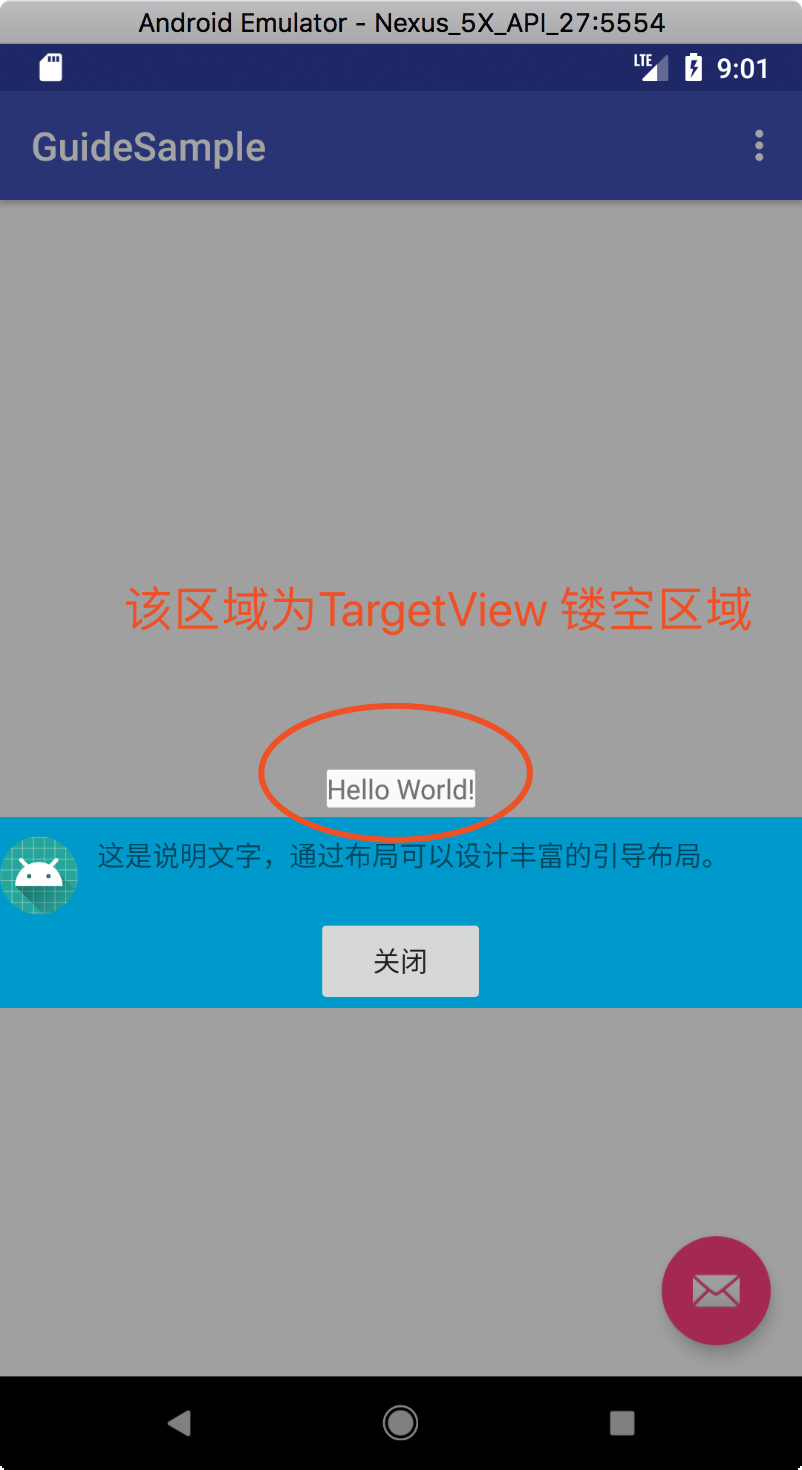 Android Emulator - Nexus_5X_API_27:5554
LTE 9:01
GuideSample
该区域为TargetView 镂空区域
Hello World!
这是说明文字，通过布局可以设计丰富的引导布局。
关闭